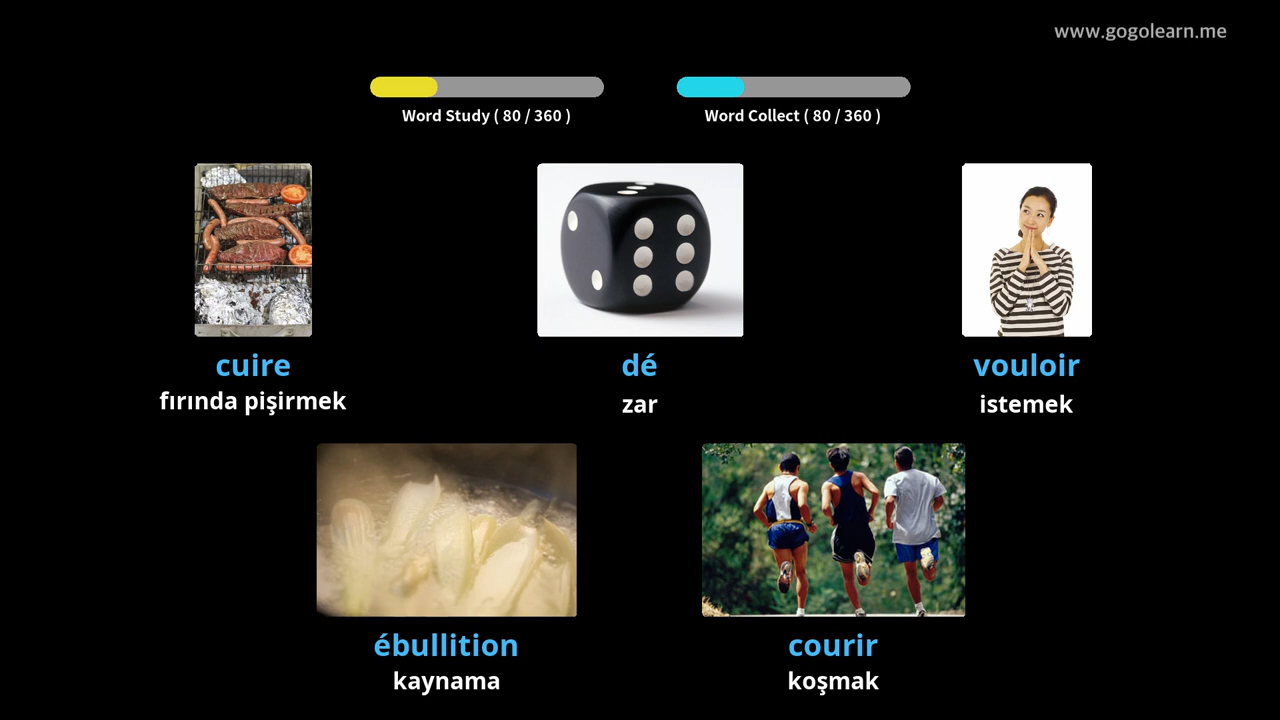 www.gogolearn.me
Word Study ( 80 / 360 )
Word Collect ( 80 / 360 )
cuire
fırında pişirmek
dé
zar
vouloir
istemek
ébullition
kaynama
courir
koşmak